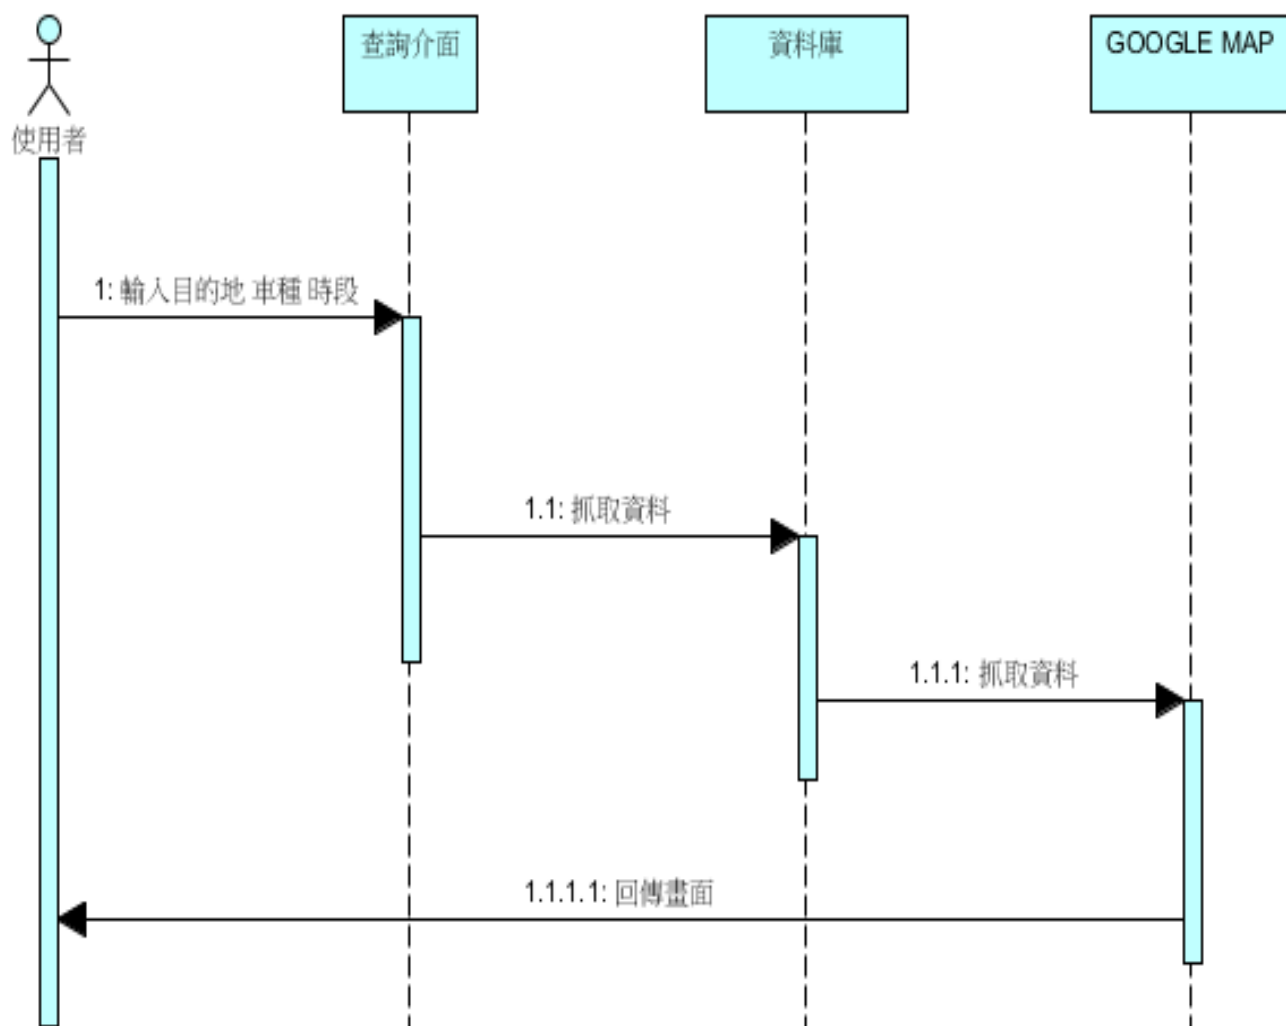 查詢介面
資料庫
GOOGLE MAP
使用者
1: 輸入目的地 車種 時段
1.1: 抓取資料
1.1.1: 抓取資料
1.1.1.1: 回傳畫面